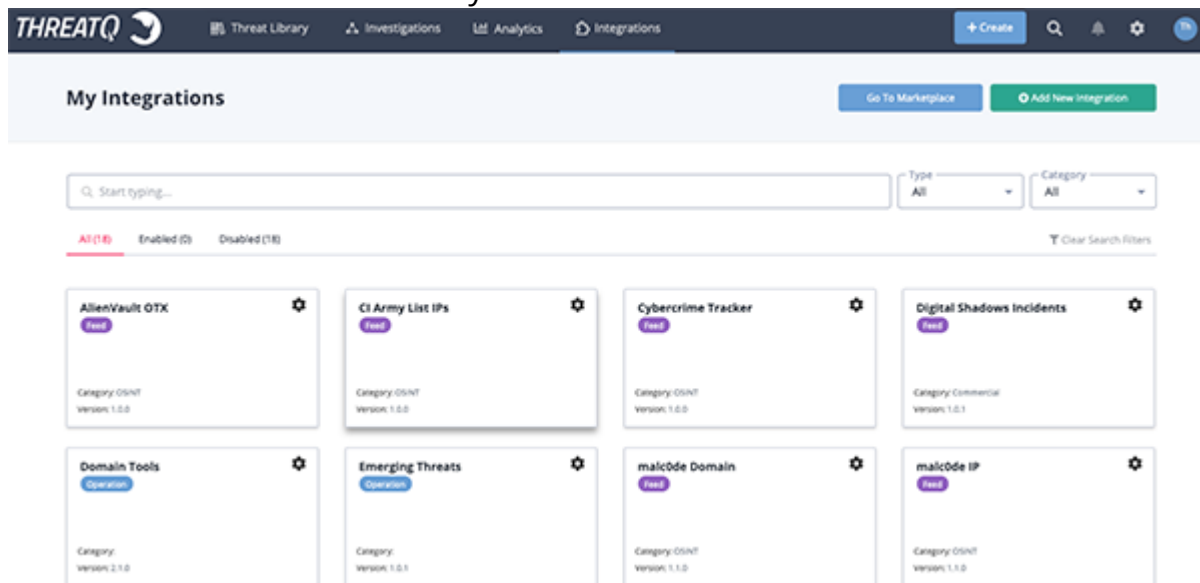 THREATQ Threat Library Investigations Analytics Integrations + Create
My Integrations Go To Marketplace Add New Integration
Start typing...
Type All Category All
All (18) Enabled (0) Disabled (18) Clear Search Filters
AlienVault OTX CI Army List IPs Cybercrime Tracker Digital Shadows Incidents
Feed Feed Feed Feed
Category: OSINT Category: OSINT Category: OSINT Category: Commercial
Version: 1.0.0 Version: 1.0.0 Version: 1.0.0 Version: 1.0.1
Domain Tools Emerging Threats malc0de Domain malc0de IP
Operation Operation Feed Feed
Category: Category: Category: OSINT Category: OSINT
Version: 2.1.0 Version: 1.0.1 Version: 1.1.0 Version: 1.1.0